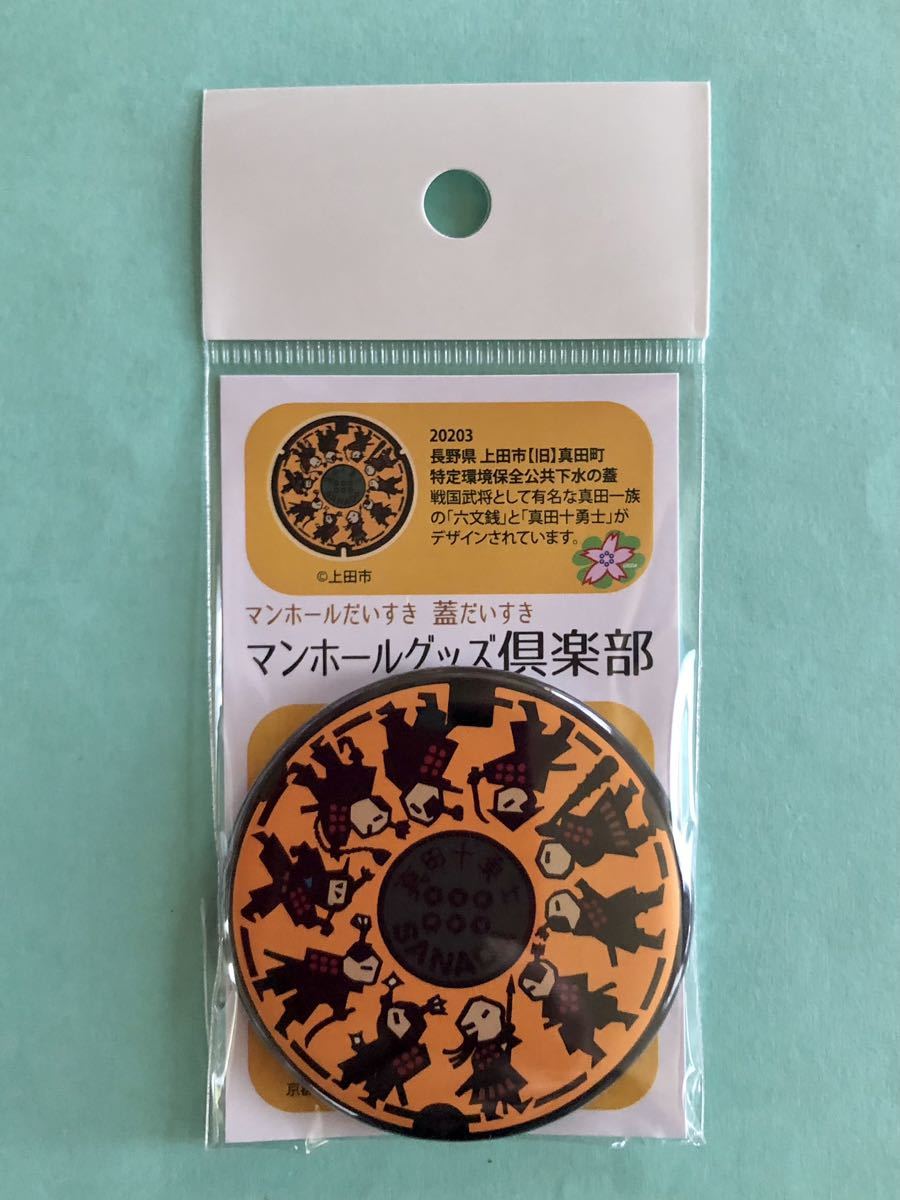 20203
長野県 上田市【旧】真田町
特定環境保全公共下水の蓋
戦国武将として有名な真田一族
の「六文銭」と「真田十勇士」が
デザインされています。
©上田市
マンホールだいすき 蓋だいすき
マンホールグッズ倶楽部
真田十勇士
SANADA